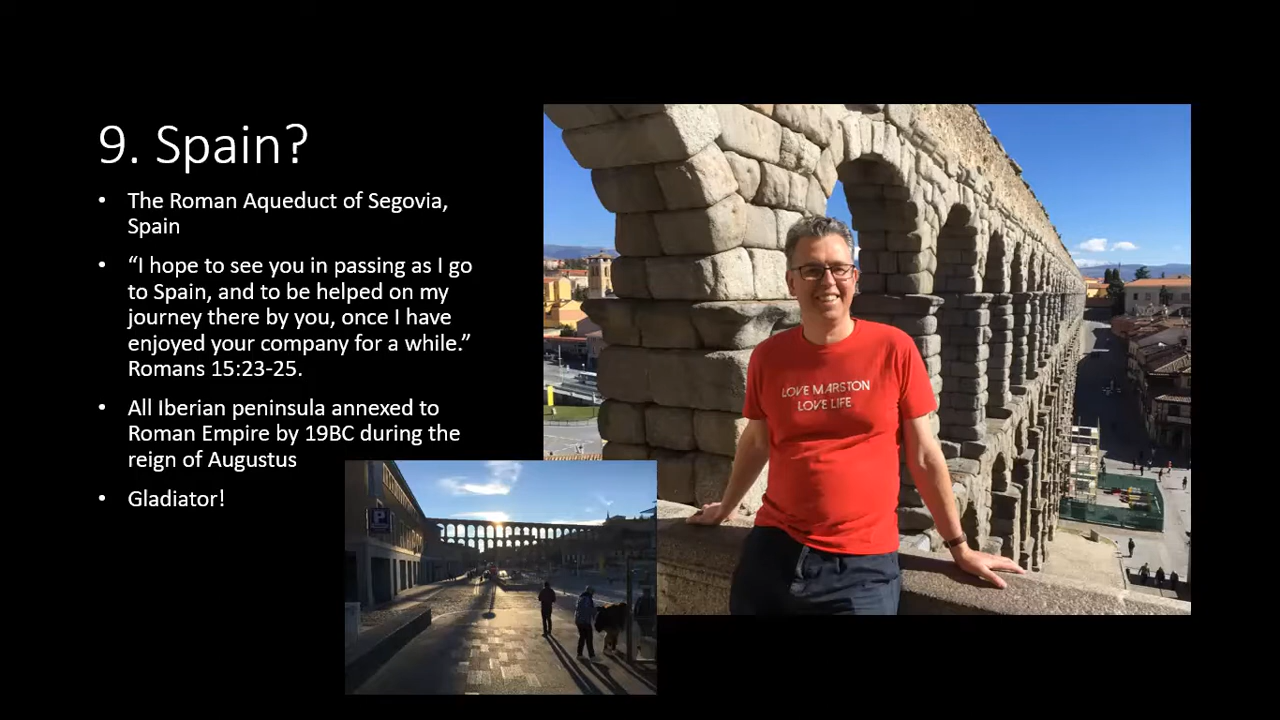 9. Spain?
• The Roman Aqueduct of Segovia,
Spain
• “I hope to see you in passing as I go
to Spain, and to be helped on my
journey there by you, once I have
enjoyed your company for a while.”
Romans 15:23-25.
• All Iberian peninsula annexed to
Roman Empire by 19BC during the
reign of Augustus
• Gladiator!
LOVE MARSTON
LOVE LIFE
P